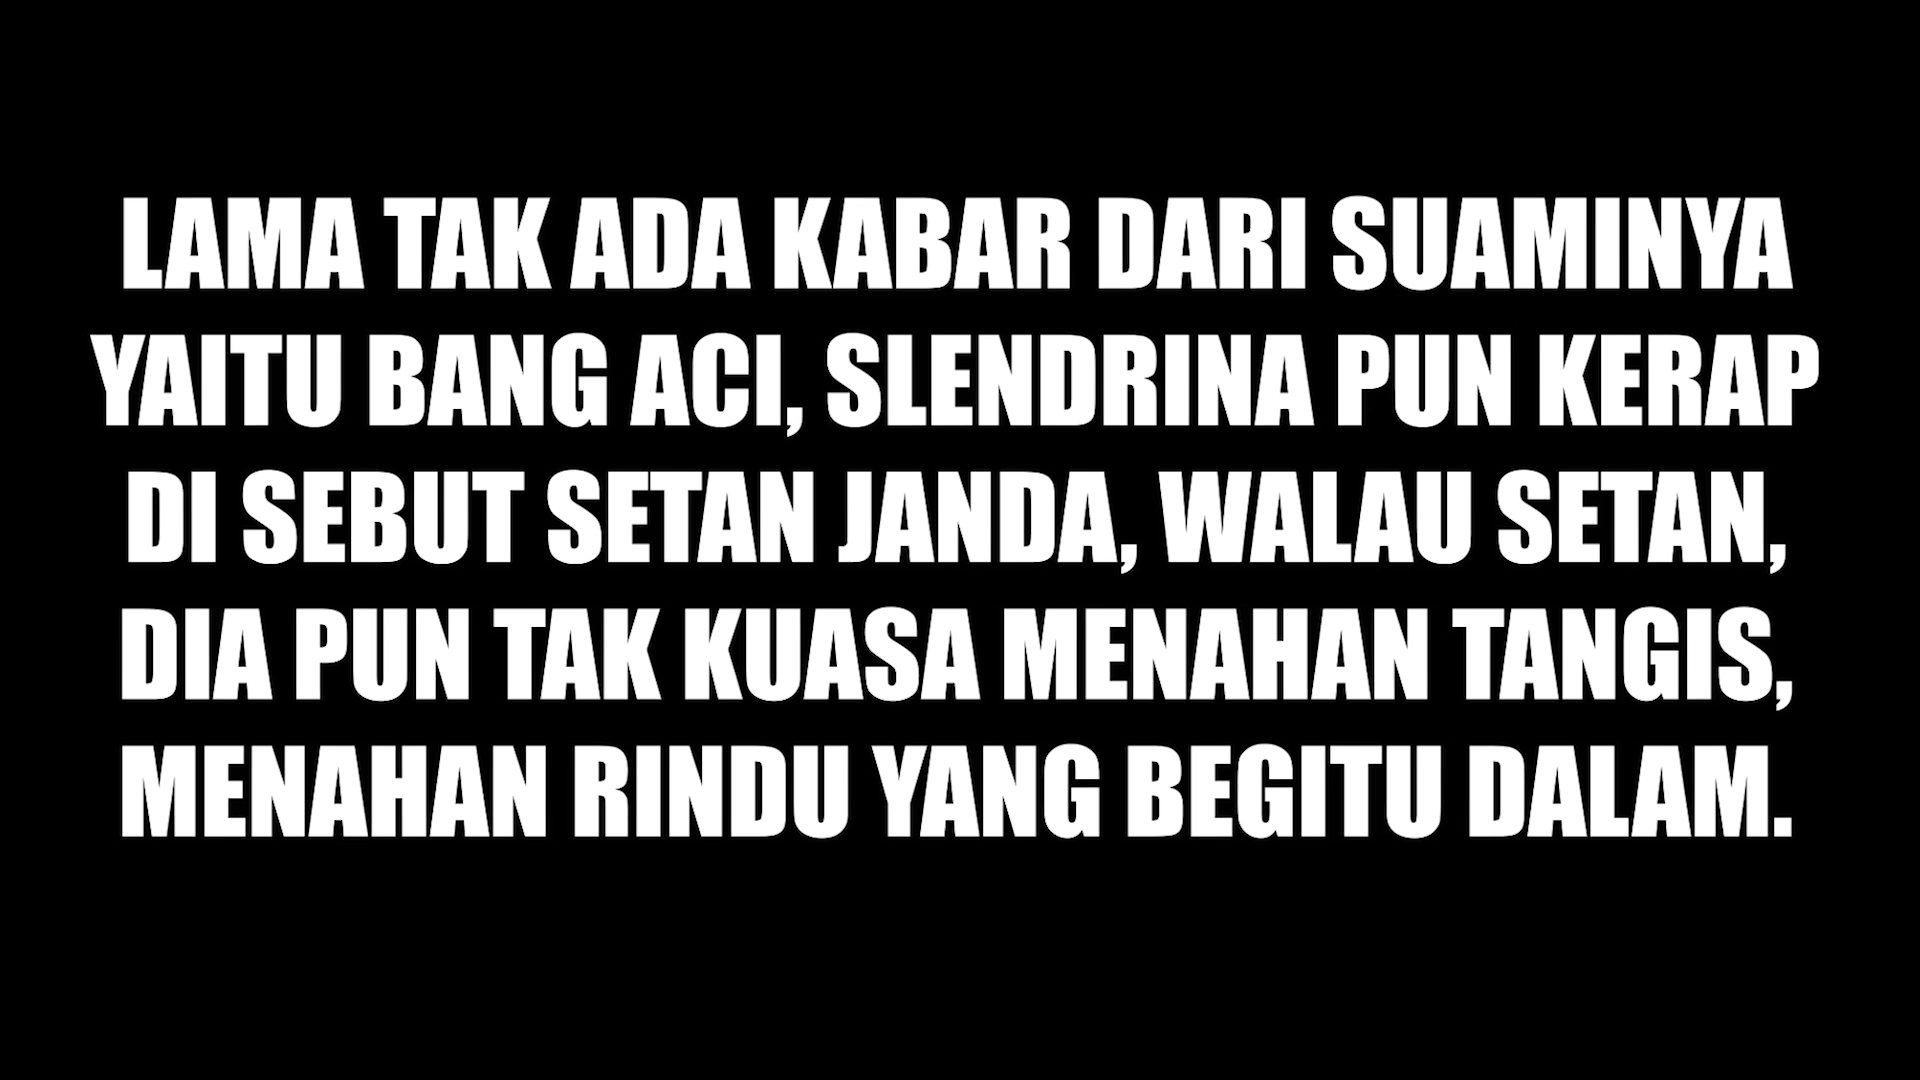 LAMA TAK ADA KABAR DARI SUAMINYA
YAITU BANG ACI, SLENDRINA PUN KERAP
DI SEBUT SETAN JANDA, WALAU SETAN,
DIA PUN TAK KUASA MENAHAN TANGIS,
MENAHAN RINDU YANG BEGITU DALAM.